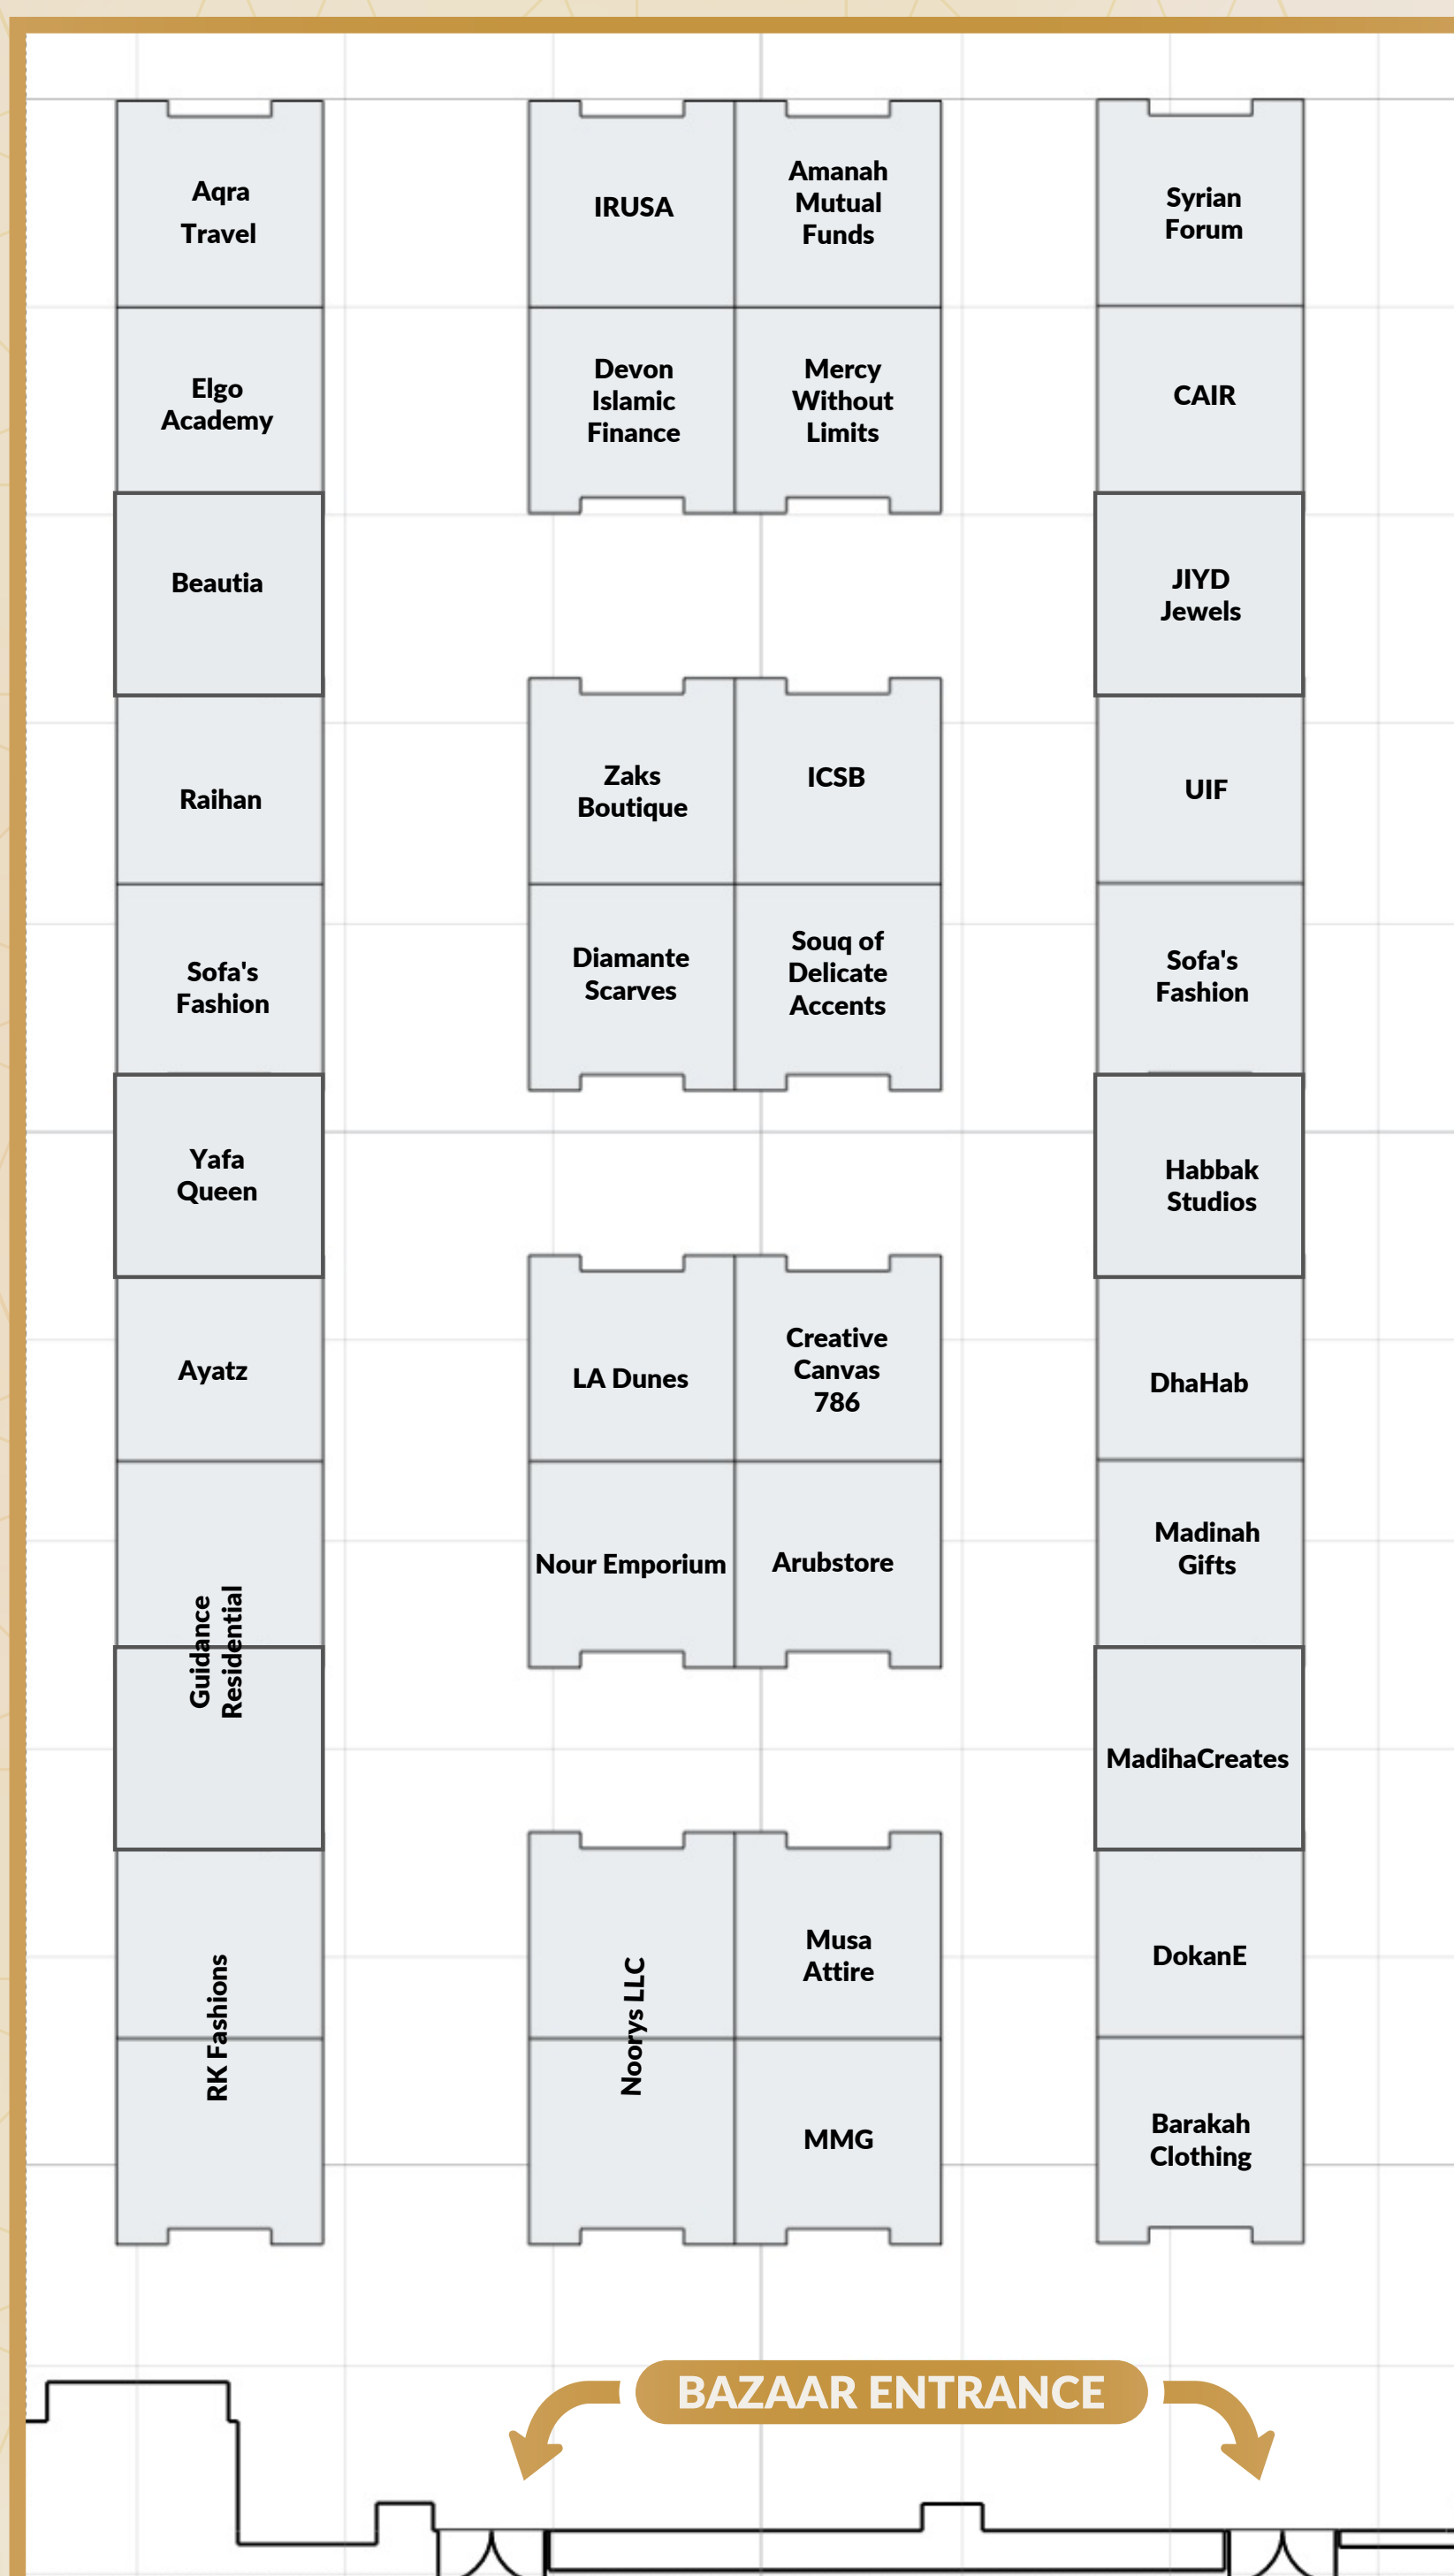 Aqra
Travel
Elgo
Academy
Beautia
Raihan
Sofa's
Fashion
Yafa
Queen
Ayatz
Guidance
Residential
RK Fashions
IRUSA
Amanah
Mutual
Funds
Devon
Islamic
Finance
Mercy
Without
Limits
Zaks
Boutique
ICSB
Diamante
Scarves
Souq of
Delicate
Accents
LA Dunes
Creative
Canvas
786
Nour Emporium
Arubstore
Noorys LLC
Musa
Attire
MMG
Syrian
Forum
CAIR
JIYD
Jewels
UIF
Sofa's
Fashion
Habbak
Studios
DhaHab
Madinah
Gifts
MadihaCreates
DokanE
Barakah
Clothing
BAZAAR ENTRANCE